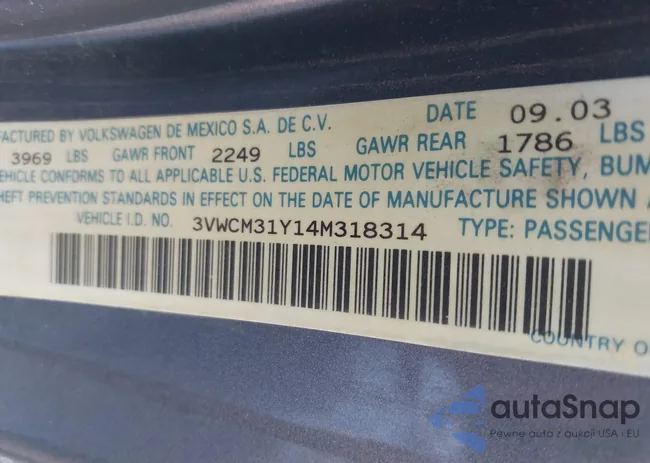 FACTURED BY VOLKSWAGEN DE MEXICO S.A. DE C.V. DATE 09.03
3969 LBS GAWR FRONT 2249 LBS GAWR REAR 1786 LBS
VEHICLE CONFORMS TO ALL APPLICABLE U.S. FEDERAL MOTOR VEHICLE SAFETY, BUM
THEFT PREVENTION STANDARDS IN EFFECT ON THE DATE OF MANUFACTURE SHOWN A
VEHICLE I.D. NO. 3VWCM31Y14M318314 TYPE: PASSENGE
COUNTRY O
autaSnap
Pewne auta z aukcji USA i EU